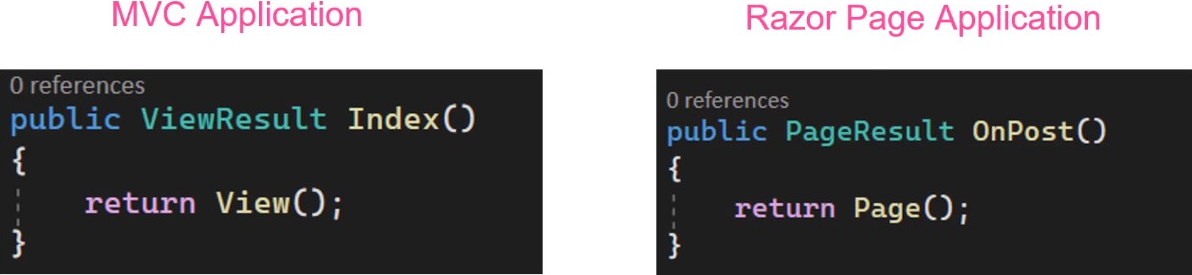 MVC Application
0 references
public ViewResult Index()
{
    return View();
}
Razor Page Application
0 references
public PageResult OnPost()
{
    return Page();
}